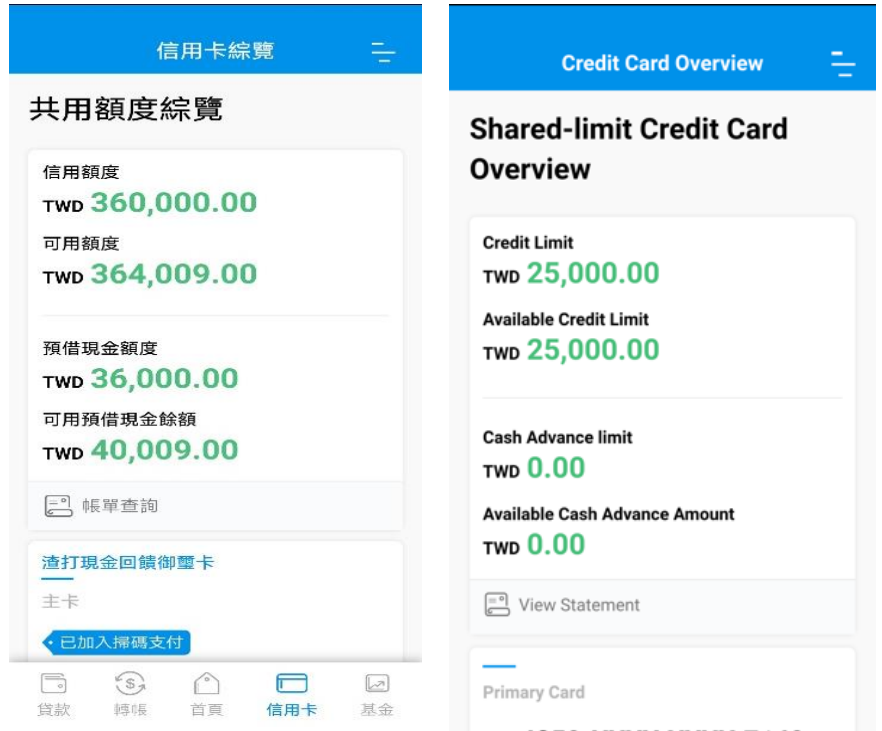 信用卡綜覽
共用額度綜覽
信用額度
TWD 360,000.00
可用額度
TWD 364,009.00
預借現金額度
TWD 36,000.00
可用預借現金餘額
TWD 40,009.00
帳單查詢
渣打現金回饋御璽卡
主卡
已加入掃碼支付
貸款 轉帳 首頁 信用卡 基金
Credit Card Overview
Shared-limit Credit Card
Overview
Credit Limit
TWD 25,000.00
Available Credit Limit
TWD 25,000.00
Cash Advance limit
TWD 0.00
Available Cash Advance Amount
TWD 0.00
View Statement
Primary Card